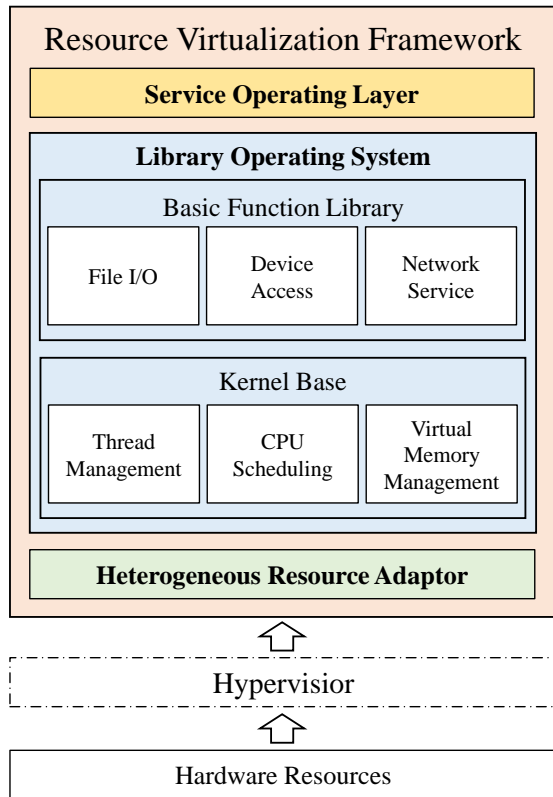 Resource Virtualization Framework
Service Operating Layer
Library Operating System
Basic Function Library
File I/O
Device
Access
Network
Service
Kernel Base
Thread
Management
CPU
Scheduling
Virtual
Memory
Management
Heterogeneous Resource Adaptor
Hypervisior
Hardware Resources